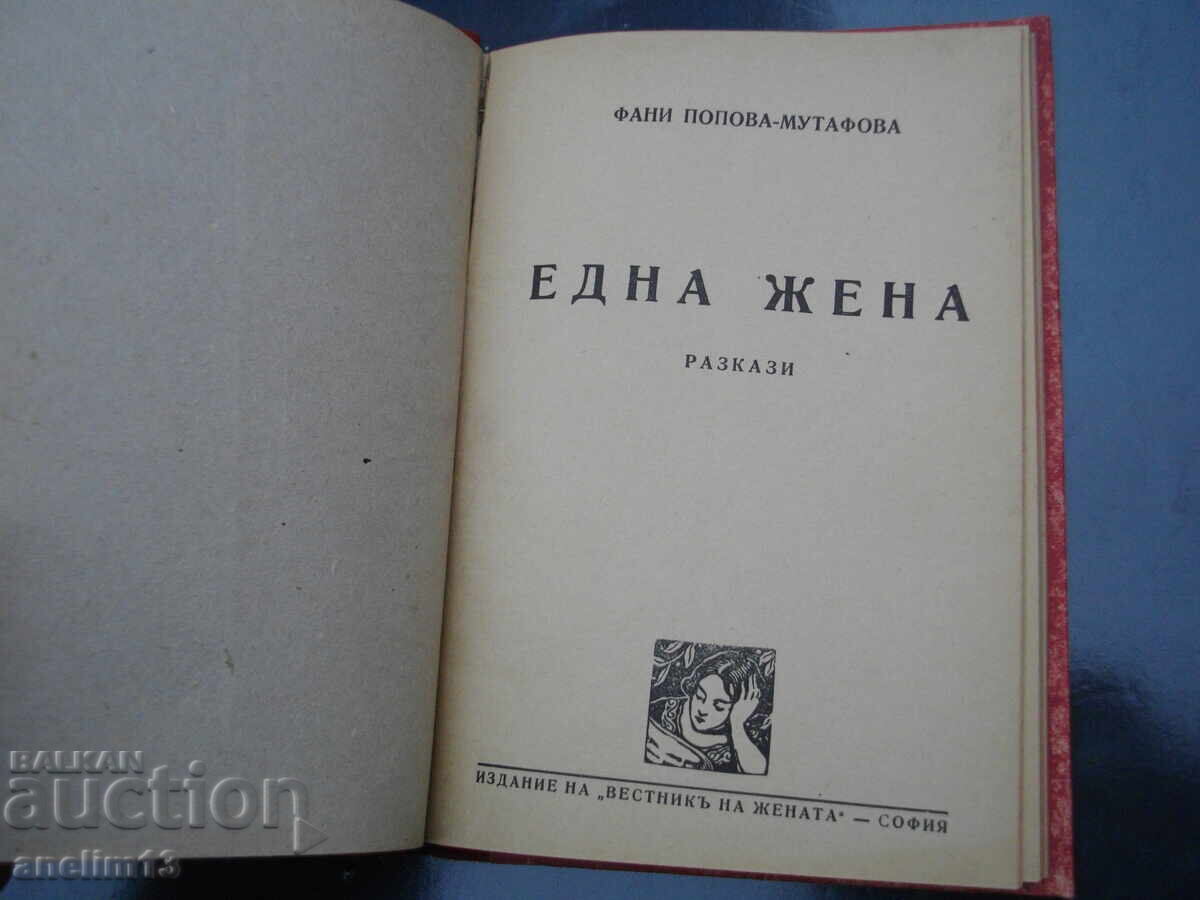 ФАНИ ПОПОВА-МУТАФОВА
ЕДНА ЖЕНА
РАЗКАЗИ
ИЗДАНИЕ НА „ВЕСТНИКЪ НА ЖЕНАТА“ — СОФИЯ
BALKAN
auction
anelim13